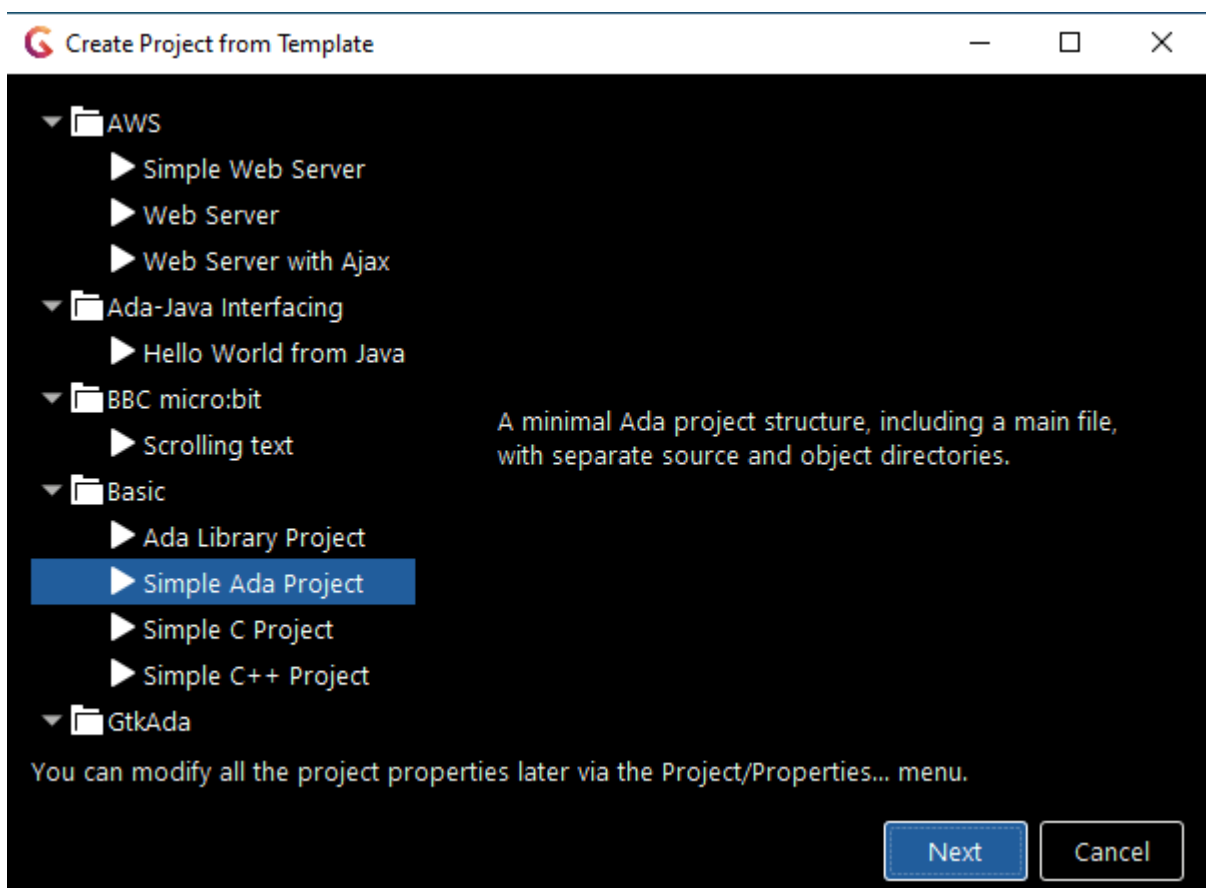 Create Project from Template
AWS
Simple Web Server
Web Server
Web Server with Ajax
Ada-Java Interfacing
Hello World from Java
BBC micro:bit
Scrolling text
Basic
Ada Library Project
Simple Ada Project
Simple C Project
Simple C++ Project
GtkAda
A minimal Ada project structure, including a main file,
with separate source and object directories.
You can modify all the project properties later via the Project/Properties... menu.
Next
Cancel